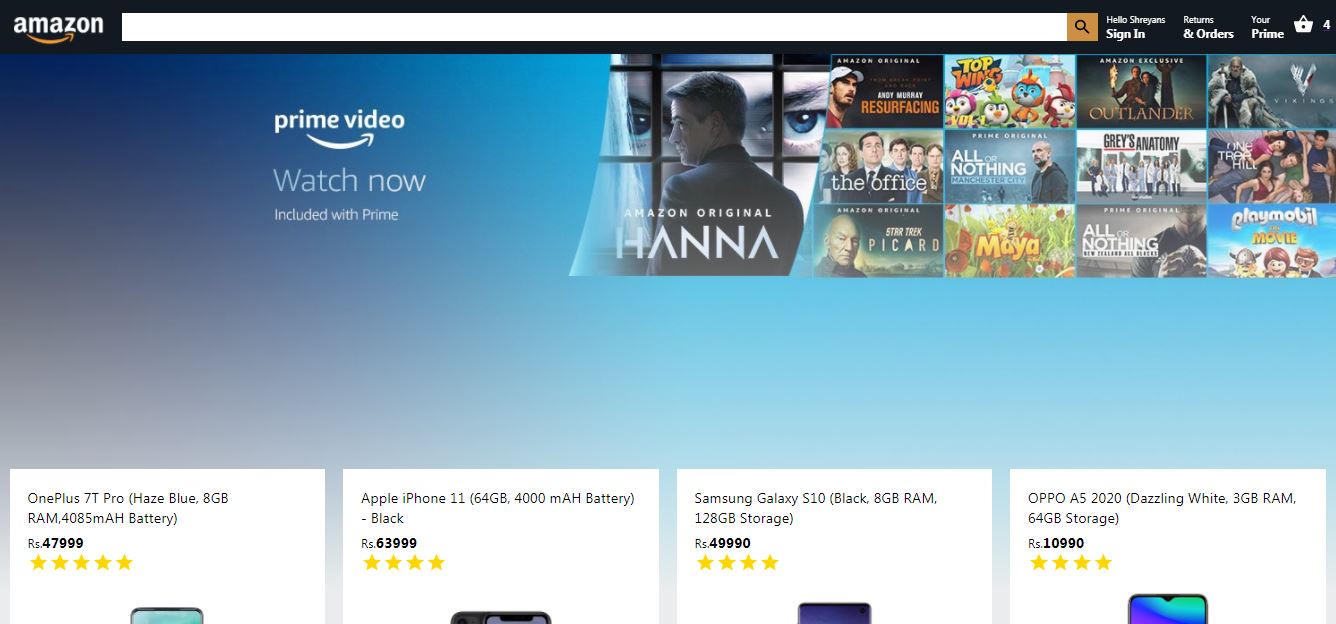 amazon
Hello Shreyans
Sign In
Returns
& Orders
Your
Prime
4
prime video
Watch now
Included with Prime
AMAZON ORIGINAL
HANNA
AMAZON ORIGINAL
FROM BREAK POINT
AND BACK
ANDY MURRAY
RESURFACING
TOP
WING
VOL 1
AMAZON EXCLUSIVE
OUTLANDER
VIKINGS
the office
PRIME ORIGINAL
ALL OR
NOTHING
MANCHESTER CITY
GREY'S ANATOMY
ONE
TREE
HILL
AMAZON ORIGINAL
STAR TREK
PICARD
Maya
PRIME ORIGINAL
ALL OR
NOTHING
NEW ZEALAND ALL BLACKS
playmobil
THE
MOVIE
OnePlus 7T Pro (Haze Blue, 8GB
RAM,4085mAH Battery)
Rs.47999
Apple iPhone 11 (64GB, 4000 mAH Battery)
- Black
Rs.63999
Samsung Galaxy S10 (Black, 8GB RAM,
128GB Storage)
Rs.49990
OPPO A5 2020 (Dazzling White, 3GB RAM,
64GB Storage)
Rs.10990